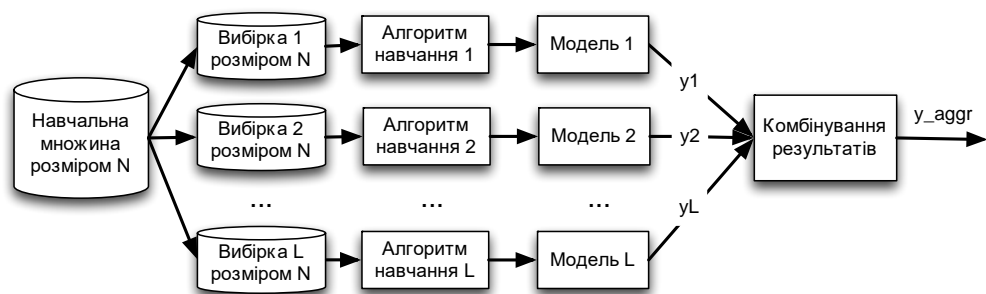 Навчальна
множина
розміром N
Вибірка 1
розміром N
Алгоритм
навчання 1
Модель 1
y1
Вибірка 2
розміром N
Алгоритм
навчання 2
Модель 2
y2
...
...
...
Вибірка L
розміром N
Алгоритм
навчання L
Модель L
yL
Комбінування
результатів
y_aggr